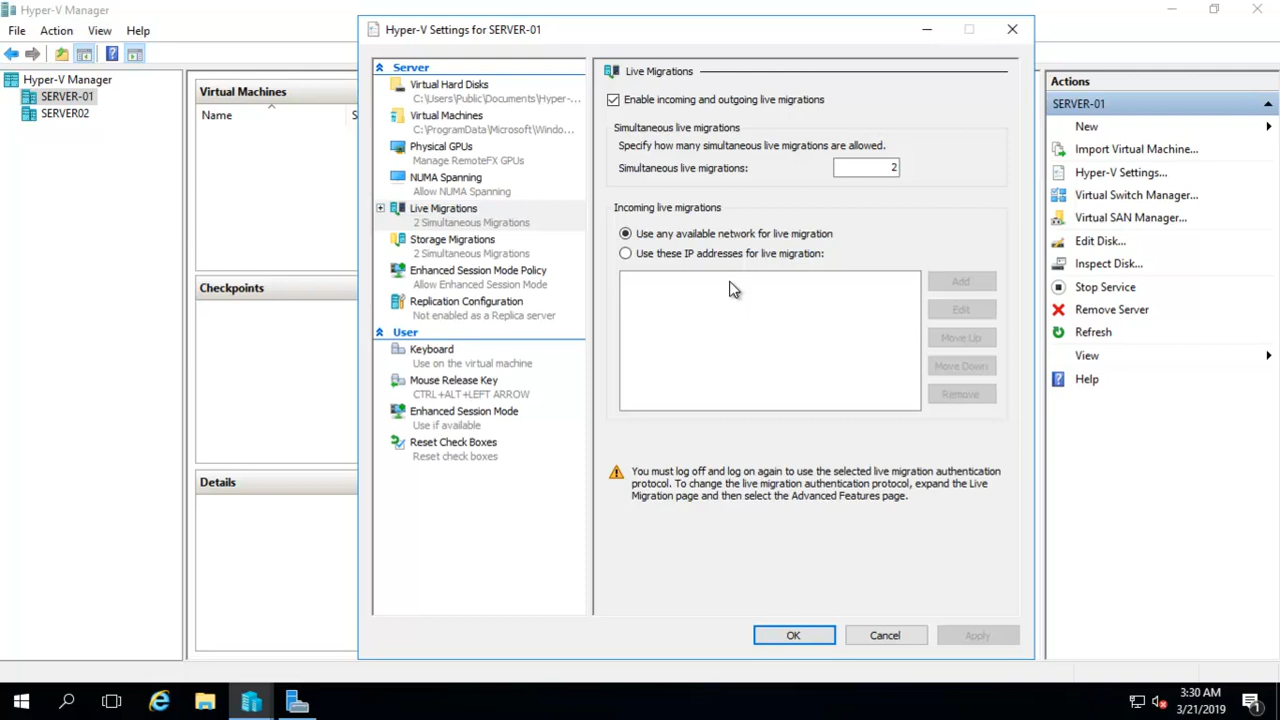 Hyper-V Manager
File Action View Help
Hyper-V Manager
SERVER-01
SERVER02
Virtual Machines
Name
S
Checkpoints
Details
Hyper-V Settings for SERVER-01
Server
Virtual Hard Disks
C:\Users\Public\Documents\Hyper-...
Virtual Machines
C:\ProgramData\Microsoft\Windo...
Physical GPUs
Manage RemoteFX GPUs
NUMA Spanning
Allow NUMA Spanning
Live Migrations
2 Simultaneous Migrations
Storage Migrations
2 Simultaneous Migrations
Enhanced Session Mode Policy
Allow Enhanced Session Mode
Replication Configuration
Not enabled as a Replica server
User
Keyboard
Use on the virtual machine
Mouse Release Key
CTRL+ALT+LEFT ARROW
Enhanced Session Mode
Use if available
Reset Check Boxes
Reset check boxes
Live Migrations
Enable incoming and outgoing live migrations
Simultaneous live migrations
Specify how many simultaneous live migrations are allowed.
Simultaneous live migrations: 2
Incoming live migrations
Use any available network for live migration
Use these IP addresses for live migration:
Add
Edit
Move Up
Move Down
Remove
You must log off and log on again to use the selected live migration authentication
protocol. To change the live migration authentication protocol, expand the Live
Migration page and then select the Advanced Features page.
OK Cancel Apply
Actions
SERVER-01
New
Import Virtual Machine...
Hyper-V Settings...
Virtual Switch Manager...
Virtual SAN Manager...
Edit Disk...
Inspect Disk...
Stop Service
Remove Server
Refresh
View
Help
3:30 AM
3/21/2019
1